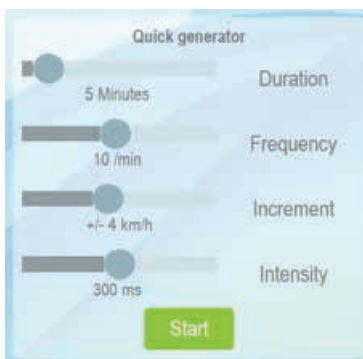 Quick generator
Duration
5 Minutes
Frequency
10 /min
Increment
+/- 4 km/h
Intensity
300 ms
Start